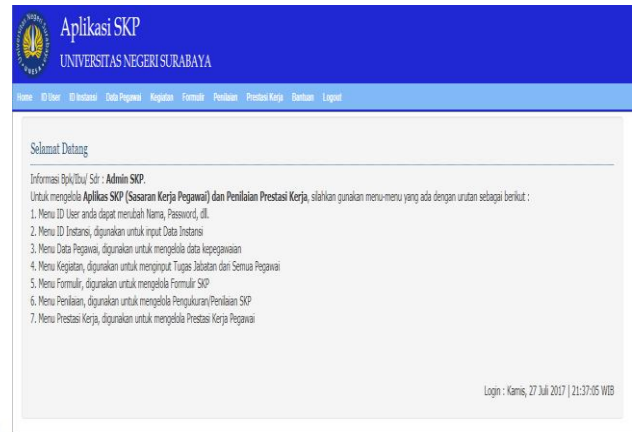 Aplikasi SKP
UNIVERSITAS NEGERI SURABAYA
Home ID User ID Instansi Data Pegawai Kegiatan Formulir Penilaian Prestasi Kerja Bantuan Logout
Selamat Datang
Informasi Bpk/Ibu/ Sdr : Admin SKP.
Untuk mengelola Aplikas SKP (Sasaran Kerja Pegawai) dan Penilaian Prestasi Kerja, silahkan gunakan menu-menu yang ada dengan urutan sebagai berikut :
1. Menu ID User anda dapat merubah Nama, Password, dll.
2. Menu ID Instansi, digunakan untuk input Data Instansi
3. Menu Data Pegawai, digunakan untuk mengelola data kepegawaian
4. Menu Kegiatan, digunakan untuk menginput Tugas Jabatan dari Semua Pegawai
5. Menu Formulir, digunakan untuk mengelola Formulir SKP
6. Menu Penilaian, digunakan untuk mengelola Pengukuran/Penilaian SKP
7. Menu Prestasi Kerja, digunakan untuk mengelola Prestasi Kerja Pegawai
Login : Kamis, 27 Juli 2017 | 21:37:05 WIB